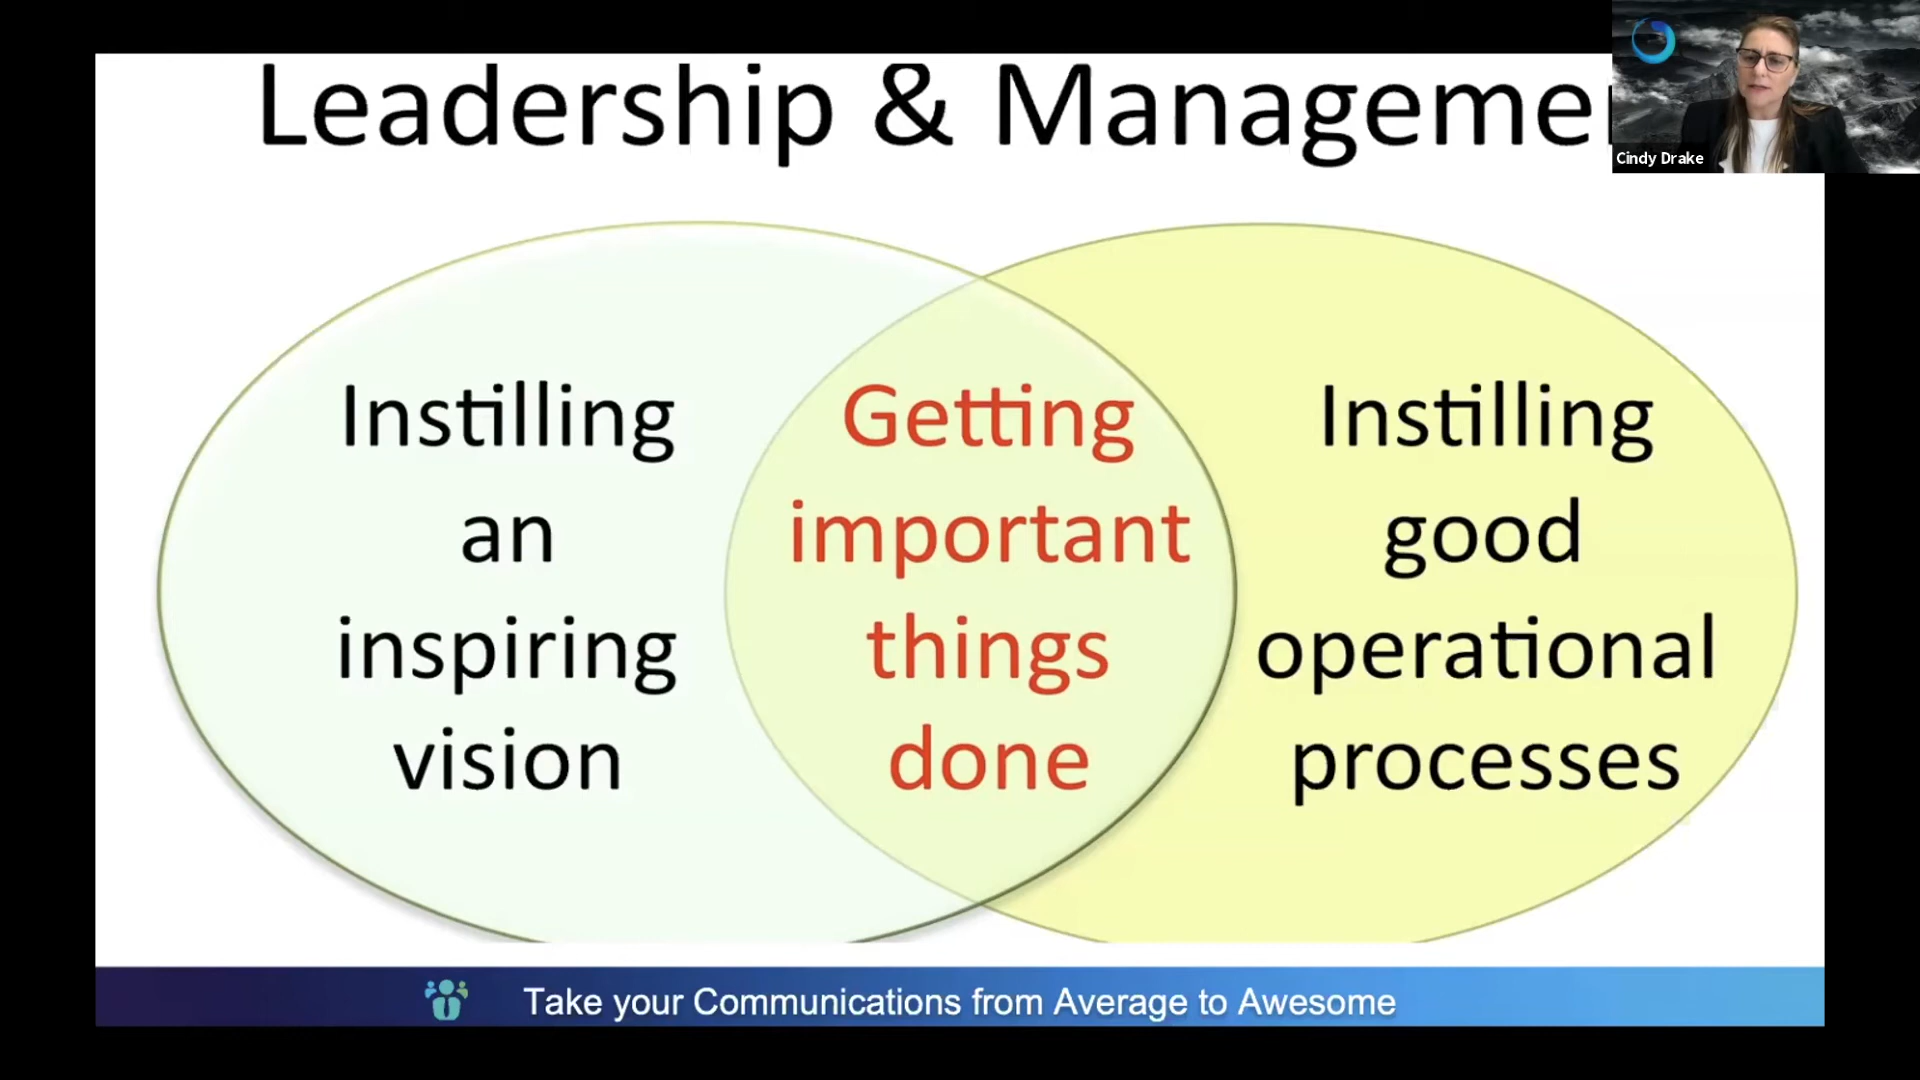 Leadership & Managemen
Cindy Drake
Instilling
an
inspiring
vision
Getting
important
things
done
Instilling
good
operational
processes
Take your Communications from Average to Awesome